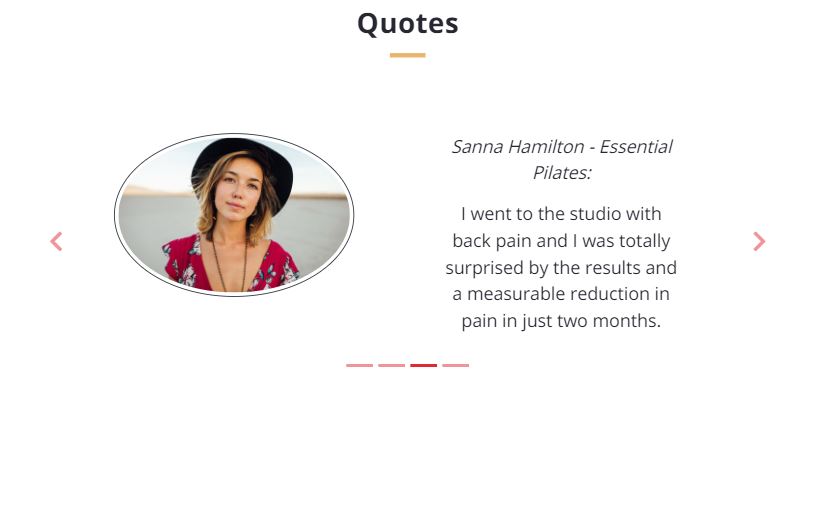 Quotes
Sanna Hamilton - Essential
Pilates:
I went to the studio with
back pain and I was totally
surprised by the results and
a measurable reduction in
pain in just two months.